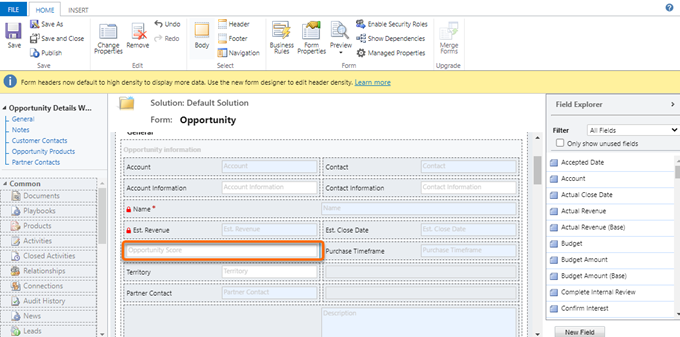 FILE HOME INSERT
Save
Save As
Save and Close
Publish
Save
Change Properties
Remove
Undo
Redo
Edit
Body
Header
Footer
Navigation
Select
Business Rules
Form Properties
Preview
Enable Security Roles
Show Dependencies
Managed Properties
Form
Merge Forms
Upgrade
Form headers now default to high density to display more data. Use the new form designer to edit header density. Learn more
Opportunity Details W...
General
Notes
Customer Contacts
Opportunity Products
Partner Contacts
Common
Documents
Playbooks
Products
Activities
Closed Activities
Relationships
Connections
Audit History
News
Leads
Solution: Default Solution
Form: Opportunity
General
Opportunity information
Account Account Contact Contact
Account Information Account Information Contact Information Contact Information
Name * Name
Est. Revenue Est. Revenue Est. Close Date Est. Close Date
Opportunity Score Purchase Timeframe Purchase Timeframe
Territory Territory
Partner Contact Partner Contact
Description
Field Explorer
Filter All Fields
Only show unused fields
Accepted Date
Account
Actual Close Date
Actual Revenue
Actual Revenue (Base)
Budget
Budget Amount
Budget Amount (Base)
Complete Internal Review
Confirm Interest
New Field